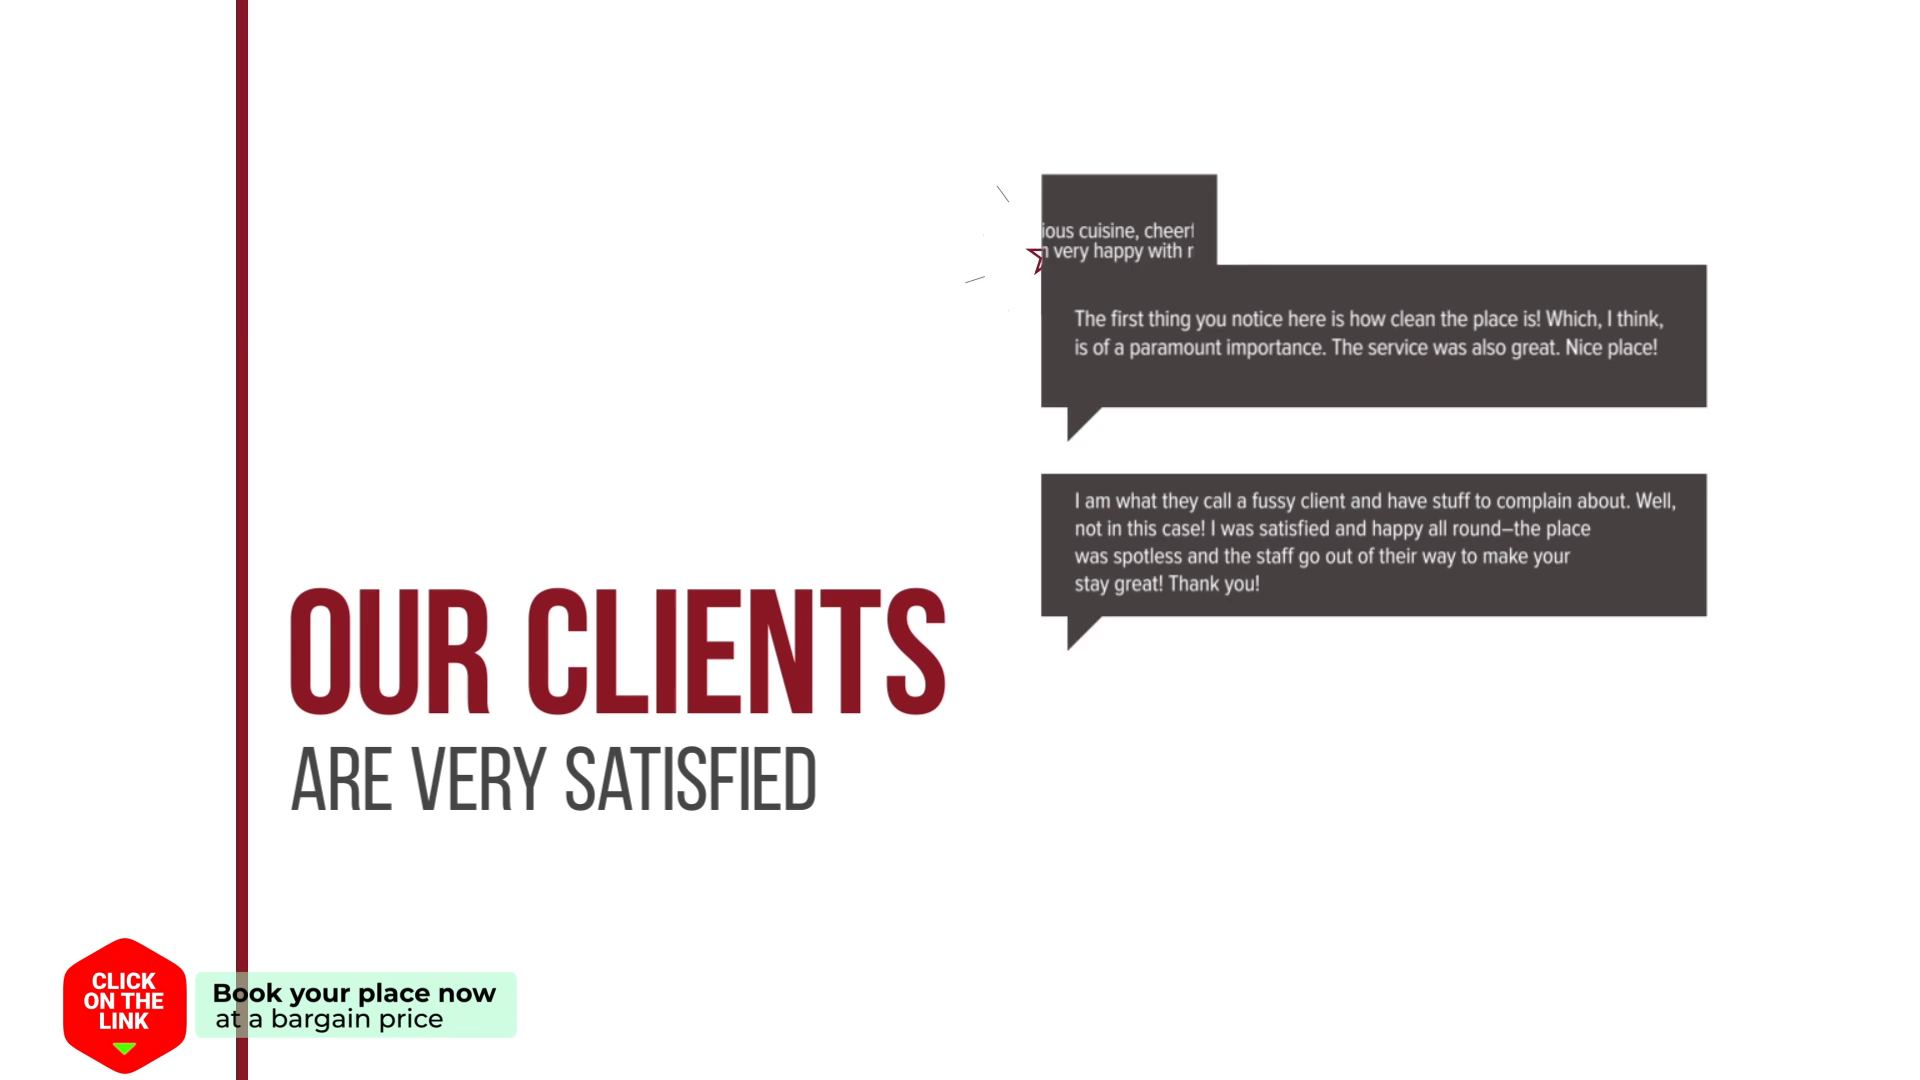 OUR CLIENTS
ARE VERY SATISFIED
cuisine,
very happy with
The first thing you notice here is how clean the place is! Which, I think,
is of a paramount importance. The service was also great. Nice place!
I am what they call a fussy client and have stuff to complain about. Well,
not in this case! I was satisfied and happy all round–the place
was spotless and the staff go out of their way to make your
stay great! Thank you!
CLICK
ON THE
LINK
Book your place now
at a bargain price